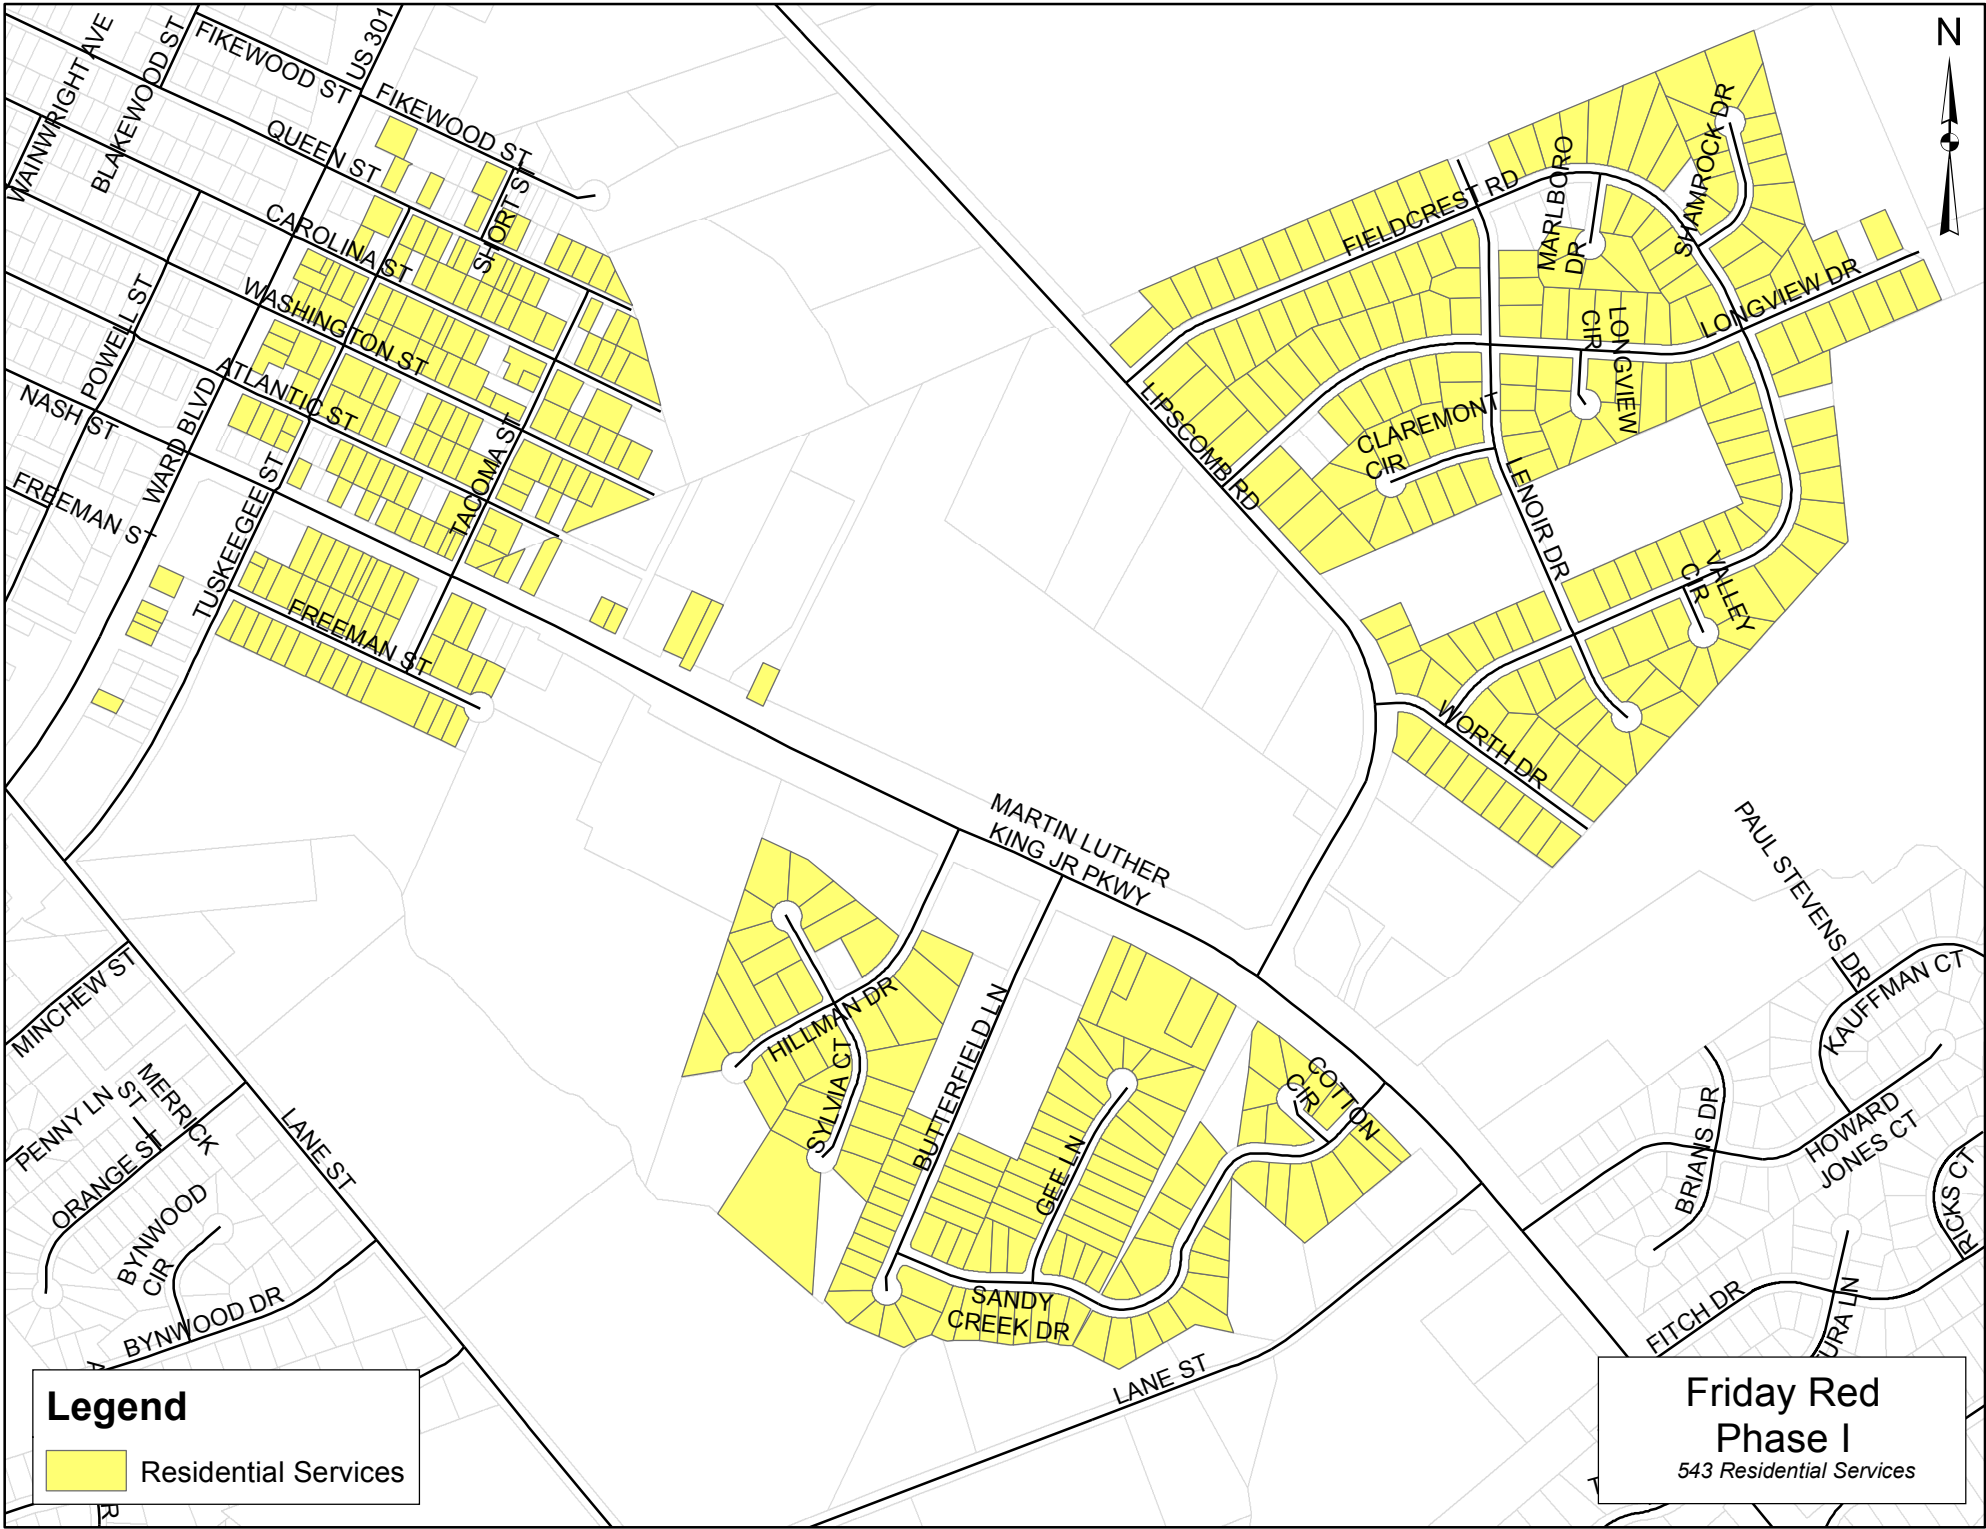 WAINWRIGHT AVE
BLAKEWOOD ST
FIKEWOOD ST
US 301
FIKEWOOD ST
QUEEN ST
SHORT ST
CAROLINA ST
WASHINGTON ST
POWELL ST
ATLANTIC ST
NASH ST
WARD BLVD
FREEMAN ST
TUSKEEGEE ST
TACOMA ST
FREEMAN ST
N
FIELDCREST RD
MARLBORO
DR
SHAMROCK DR
LONGVIEW DR
LONGVIEW
CIR
LIPSCOMB RD
CLAREMONT
CIR
LENOIR DR
VALLEY
CIR
WORTH DR
MARTIN LUTHER
KING JR PKWY
PAUL STEVENS DR
KAUFFMAN CT
HOWARD
JONES CT
BRIANS DR
RICKS CT
FITCH DR
URA LN
MINCHEW ST
PENNY LN
MERRICK
ST
ORANGE ST
BYNWOOD
CIR
BYNWOOD DR
LANE ST
HILLMAN DR
SYLVIA CT
BUTTERFIELD LN
GEE LN
COTTON
CIR
SANDY
CREEK DR
LANE ST
Legend
Residential Services
Friday Red
Phase I
543 Residential Services